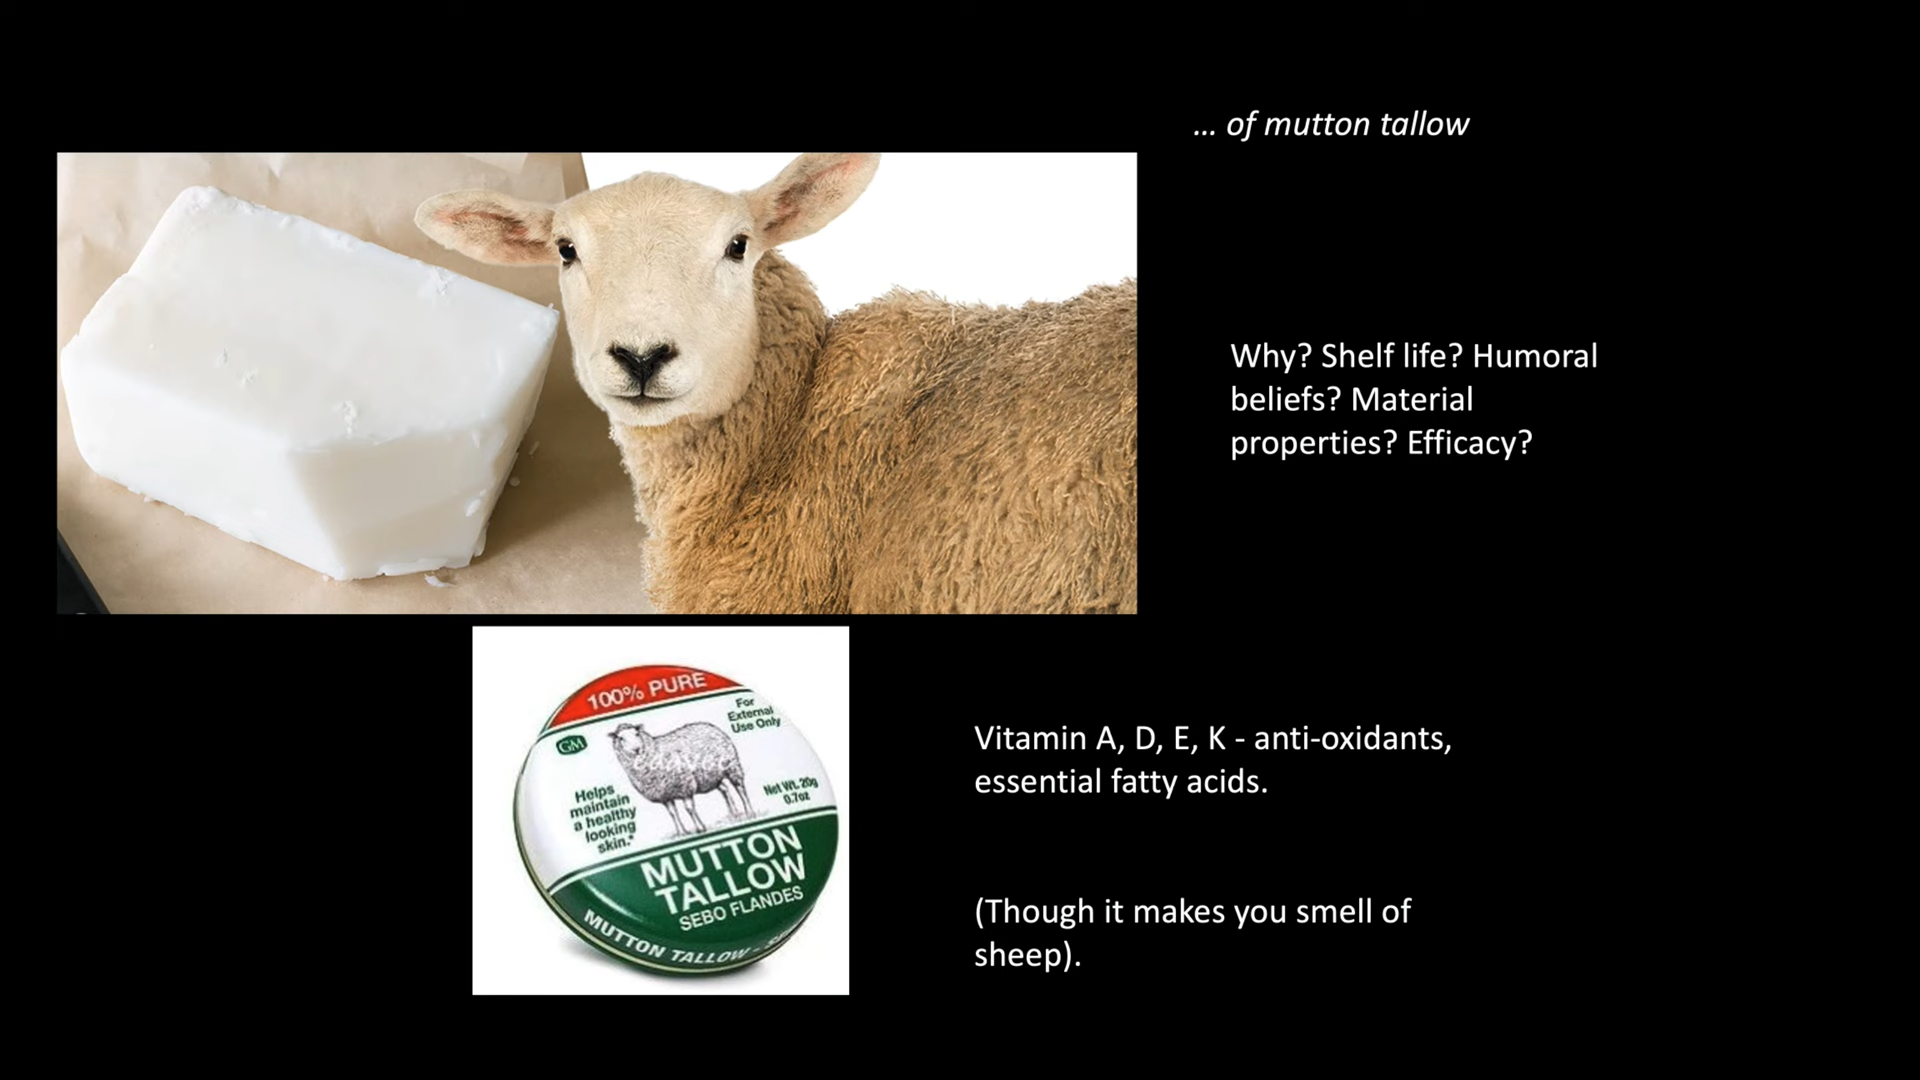 … of mutton tallow
Why? Shelf life? Humoral
beliefs? Material
properties? Efficacy?
100% PURE
For
External
Use Only
GM
Helps
maintain
a healthy
looking
skin.*
Net Wt. 20g
0.7oz
MUTTON
TALLOW
SEBO FLANDES
MUTTON TALLOW -
Vitamin A, D, E, K - anti-oxidants,
essential fatty acids.
(Though it makes you smell of
sheep).